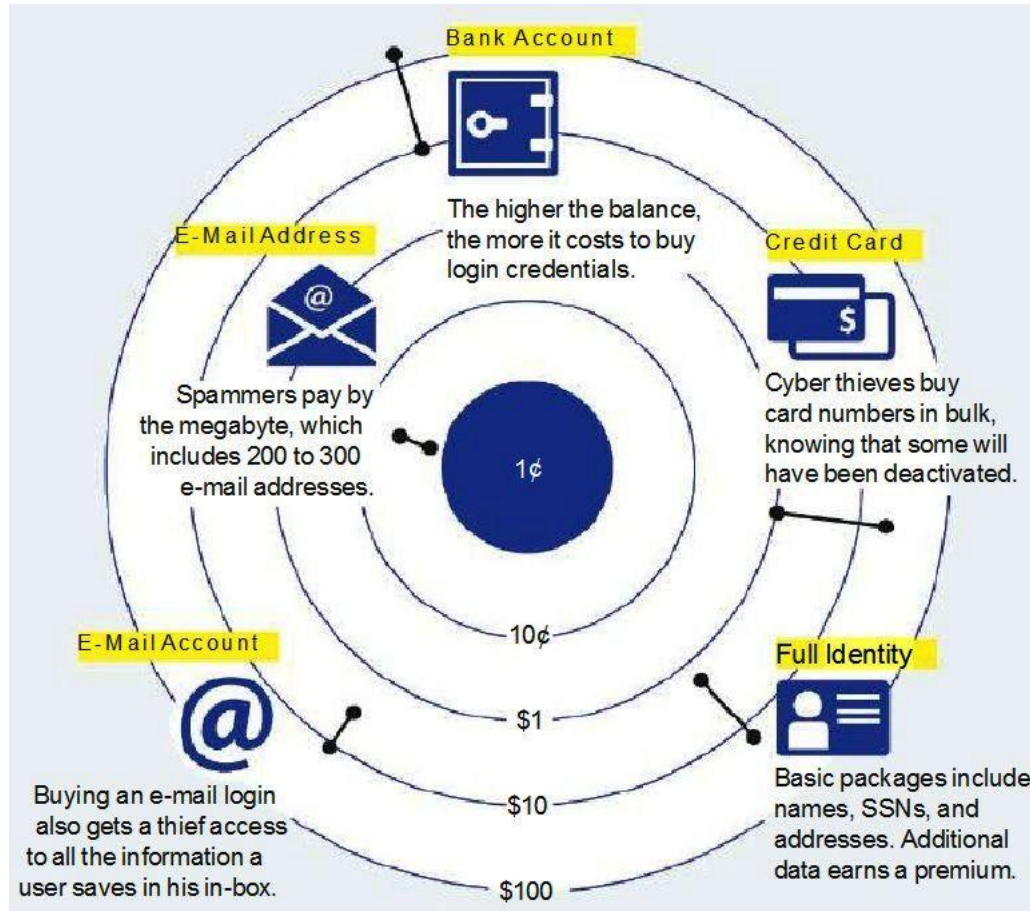 Bank Account
The higher the balance,
the more it costs to buy
login credentials.
E-Mail Address
@
Spammers pay by
the megabyte, which
includes 200 to 300
e-mail addresses.
Credit Card
$
Cyber thieves buy
card numbers in bulk,
knowing that some will
have been deactivated.
1¢
10¢
$1
$10
$100
E-Mail Account
@
Buying an e-mail login
also gets a thief access
to all the information a
user saves in his in-box.
Full Identity
Basic packages include
names, SSNs, and
addresses. Additional
data earns a premium.